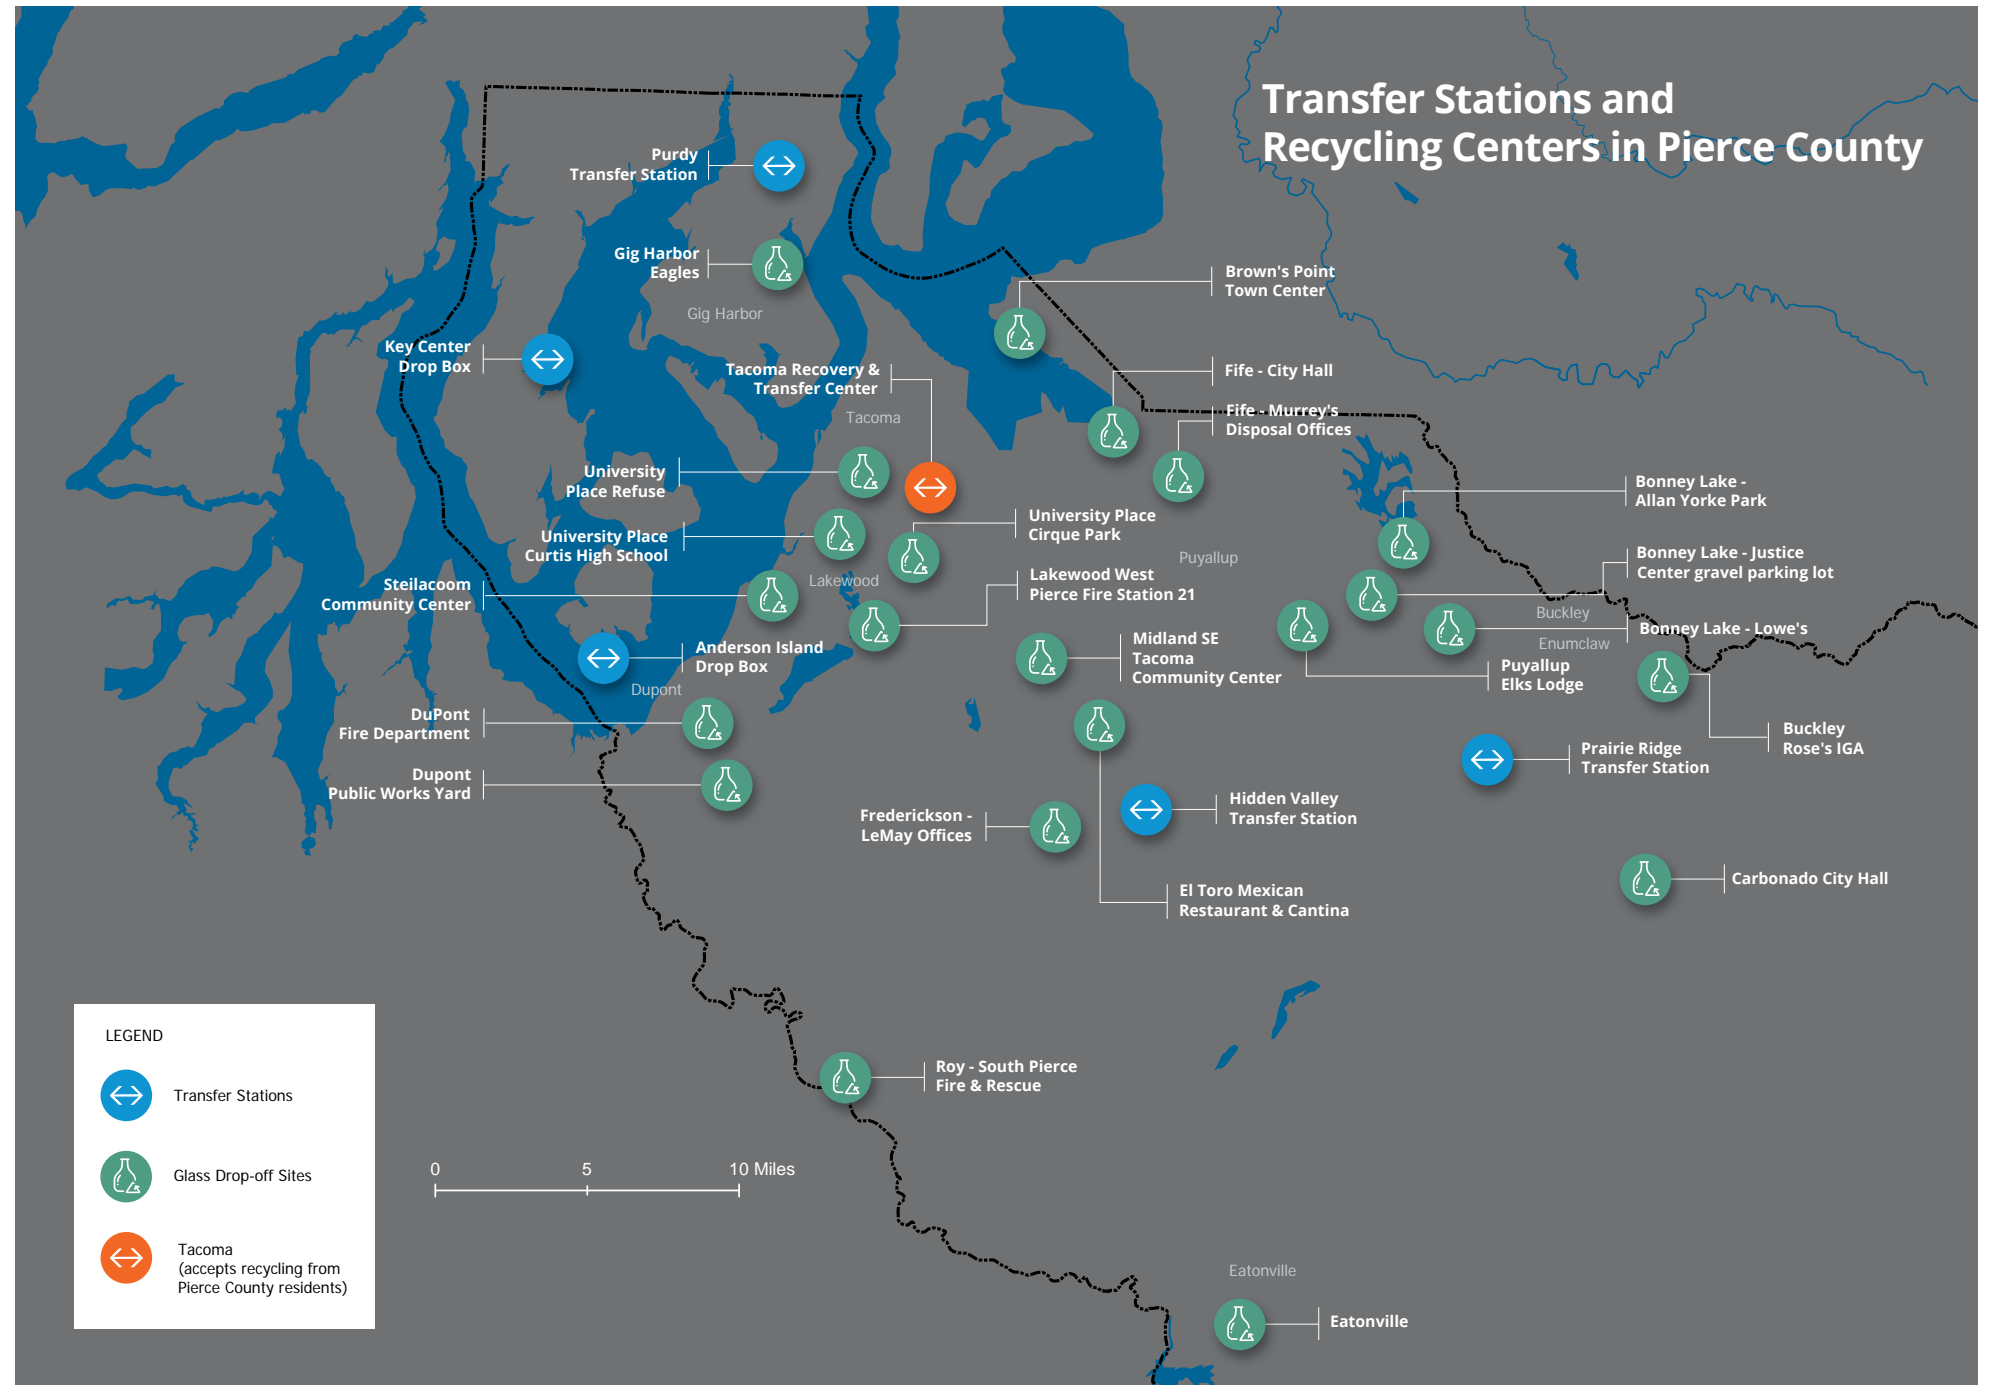 Transfer Stations and
Recycling Centers in Pierce County
Purdy
Transfer Station
Gig Harbor
Eagles
Gig Harbor
Brown's Point
Town Center
Key Center
Drop Box
Tacoma Recovery &
Transfer Center
Tacoma
Fife - City Hall
Fife - Murrey's
Disposal Offices
University
Place Refuse
Bonney Lake -
Allan Yorke Park
University Place
Curtis High School
University Place
Cirque Park
Puyallup
Bonney Lake - Justice
Center gravel parking lot
Steilacoom
Community Center
Lakewood
Lakewood West
Pierce Fire Station 21
Buckley
Enumclaw
Bonney Lake - Lowe's
Anderson Island
Drop Box
Dupont
Midland SE
Tacoma
Community Center
Puyallup
Elks Lodge
DuPont
Fire Department
Buckley
Rose's IGA
Prairie Ridge
Transfer Station
Dupont
Public Works Yard
Frederickson -
LeMay Offices
Hidden Valley
Transfer Station
El Toro Mexican
Restaurant & Cantina
Carbonado City Hall
LEGEND
Transfer Stations
Glass Drop-off Sites
Tacoma
(accepts recycling from
Pierce County residents)
Roy - South Pierce
Fire & Rescue
0 5 10 Miles
Eatonville
Eatonville